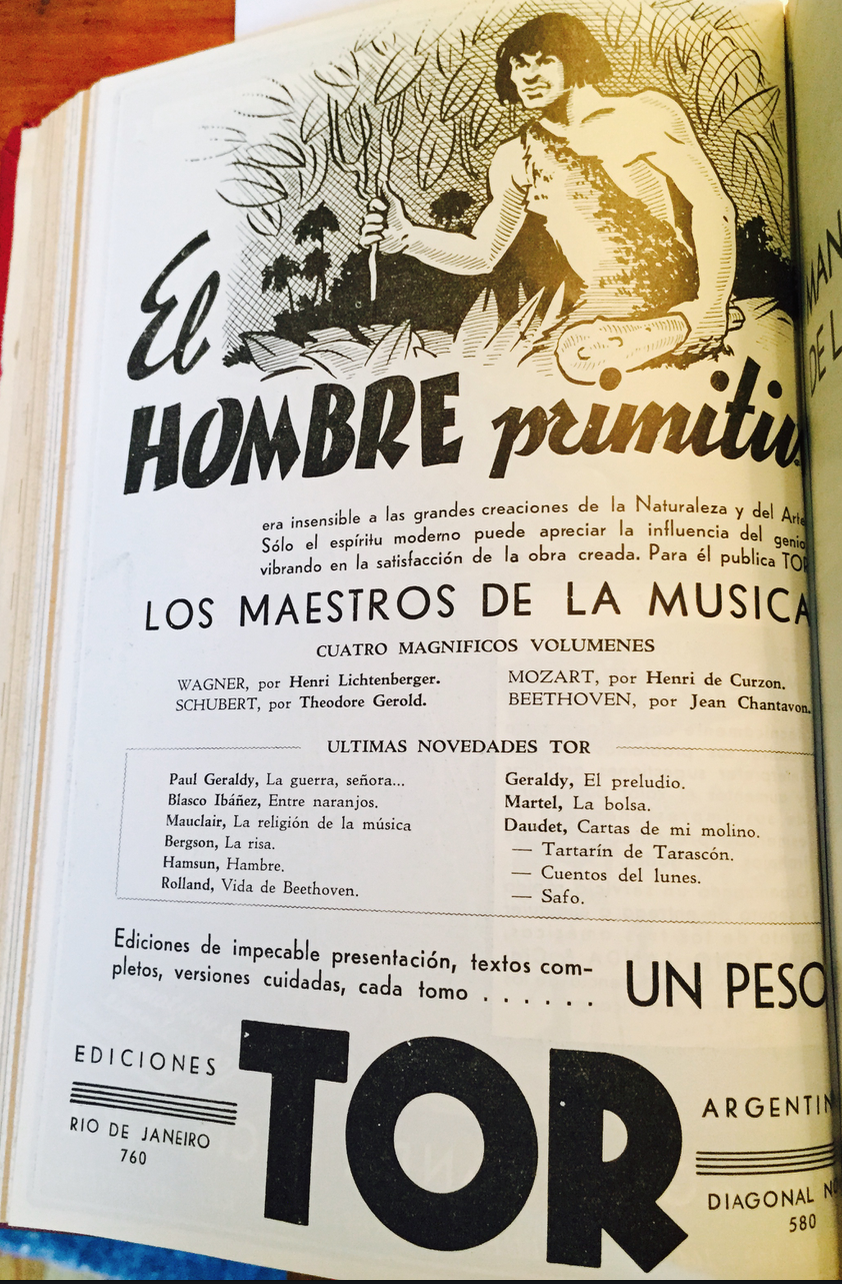 El
HOMBRE primitiv
era insensible a las grandes creaciones de la Naturaleza y del Arte
Sólo el espíritu moderno puede apreciar la influencia del genio
vibrando en la satisfacción de la obra creada. Para él publica TOR
LOS MAESTROS DE LA MUSICA
CUATRO MAGNIFICOS VOLUMENES
WAGNER, por Henri Lichtenberger.
SCHUBERT, por Theodore Gerold.
MOZART, por Henri de Curzon.
BEETHOVEN, por Jean Chantavon.
ULTIMAS NOVEDADES TOR
Paul Geraldy, La guerra, señora...
Blasco Ibáñez, Entre naranjos.
Mauclair, La religión de la música
Bergson, La risa.
Hamsun, Hambre.
Rolland, Vida de Beethoven.
Geraldy, El preludio.
Martel, La bolsa.
Daudet, Cartas de mi molino.
— Tartarín de Tarascón.
— Cuentos del lunes.
— Safo.
Ediciones de impecable presentación, textos com-
pletos, versiones cuidadas, cada tomo . . . . . .
UN PESO
EDICIONES
RIO DE JANEIRO
760
TOR
ARGENTIN
DIAGONAL NO
580
MAN
DE L